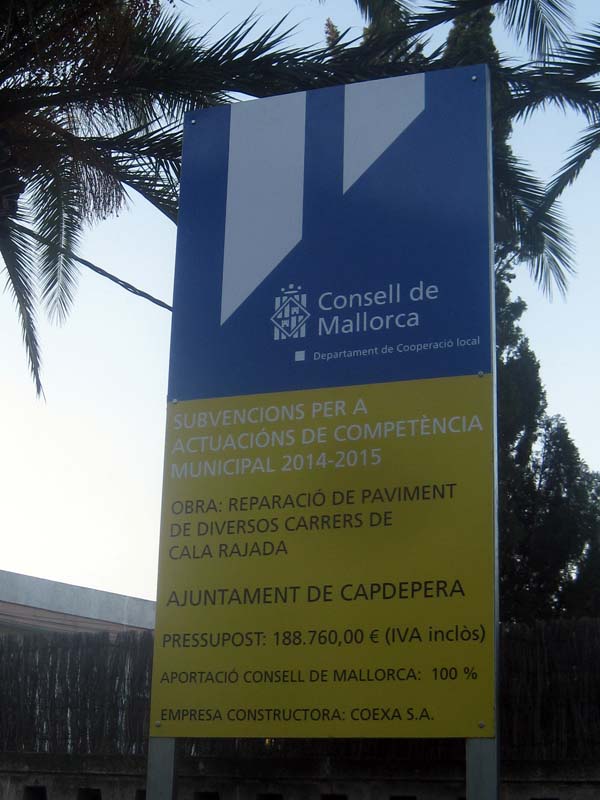 Consell de
Mallorca
Departament de Cooperació local
SUBVENCIONS PER A
ACTUACIÓNS DE COMPETÈNCIA
MUNICIPAL 2014-2015
OBRA: REPARACIÓ DE PAVIMENT
DE DIVERSOS CARRERS DE
CALA RAJADA
AJUNTAMENT DE CAPDEPERA
PRESSUPOST: 188.760,00 € (IVA inclòs)
APORTACIÓ CONSELL DE MALLORCA: 100 %
EMPRESA CONSTRUCTORA: COEXA S.A.